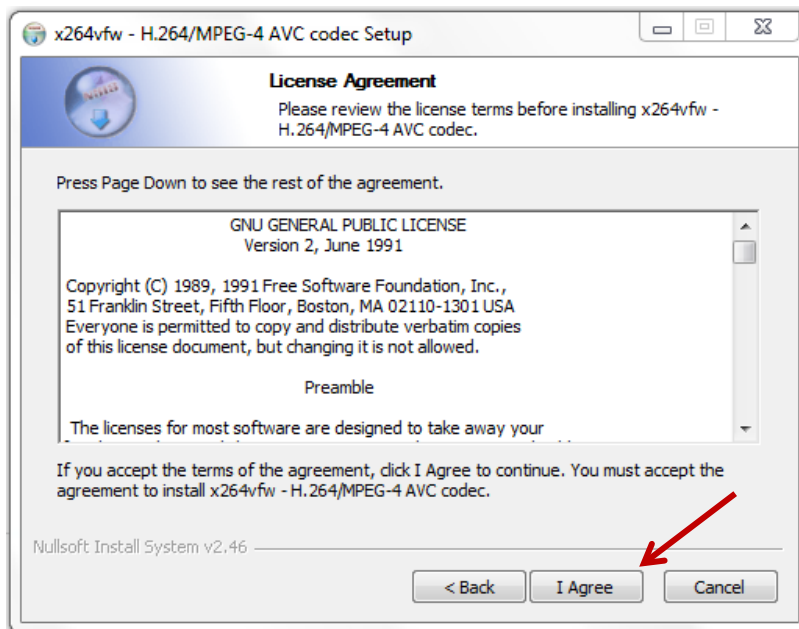 x264vfw - H.264/MPEG-4 AVC codec Setup
License Agreement
Please review the license terms before installing x264vfw -
H.264/MPEG-4 AVC codec.
Press Page Down to see the rest of the agreement.
GNU GENERAL PUBLIC LICENSE
Version 2, June 1991
Copyright (C) 1989, 1991 Free Software Foundation, Inc.,
51 Franklin Street, Fifth Floor, Boston, MA 02110-1301 USA
Everyone is permitted to copy and distribute verbatim copies
of this license document, but changing it is not allowed.
Preamble
The licenses for most software are designed to take away your
If you accept the terms of the agreement, click I Agree to continue. You must accept the
agreement to install x264vfw - H.264/MPEG-4 AVC codec.
Nullsoft Install System v2.46
< Back
I Agree
Cancel